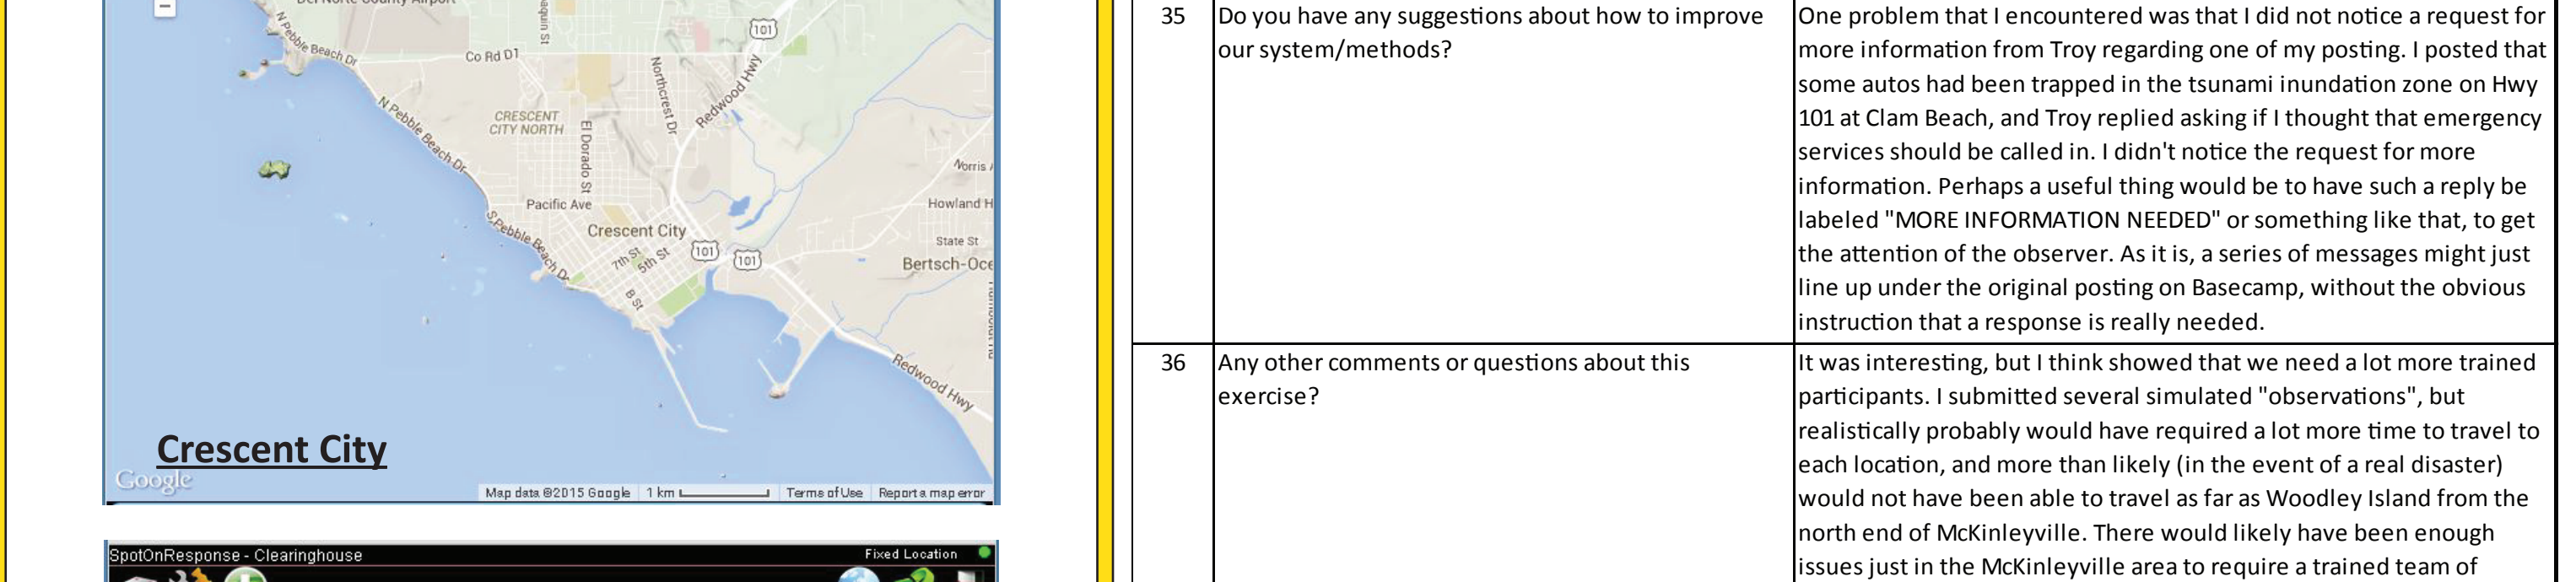 N Pebble Beach Dr
Co Rd D1
101
Redwood Hwy
Northcrest Dr
N Pebble Beach Dr
CRESCENT
CITY NORTH
El Dorado St
Norris
Pacific Ave
Howland H
S Pebble Beach Dr
Crescent City
State St
7th St
5th St
101
101
Bertsch-Oce
B St
Redwood Hwy
Crescent City
Google
Map data ©2015 Google
1 km
Terms of Use
Report a map error
SpotOnResponse - Clearinghouse
Fixed Location
35
Do you have any suggestions about how to improve
our system/methods?
One problem that I encountered was that I did not notice a request for
more information from Troy regarding one of my posting. I posted that
some autos had been trapped in the tsunami inundation zone on Hwy
101 at Clam Beach, and Troy replied asking if I thought that emergency
services should be called in. I didn't notice the request for more
information. Perhaps a useful thing would be to have such a reply be
labeled "MORE INFORMATION NEEDED" or something like that, to get
the attention of the observer. As it is, a series of messages might just
line up under the original posting on Basecamp, without the obvious
instruction that a response is really needed.
36
Any other comments or questions about this
exercise?
It was interesting, but I think showed that we need a lot more trained
participants. I submitted several simulated "observations", but
realistically probably would have required a lot more time to travel to
each location, and more than likely (in the event of a real disaster)
would not have been able to travel as far as Woodley Island from the
north end of McKinleyville. There would likely have been enough
issues just in the McKinleyville area to require a trained team of